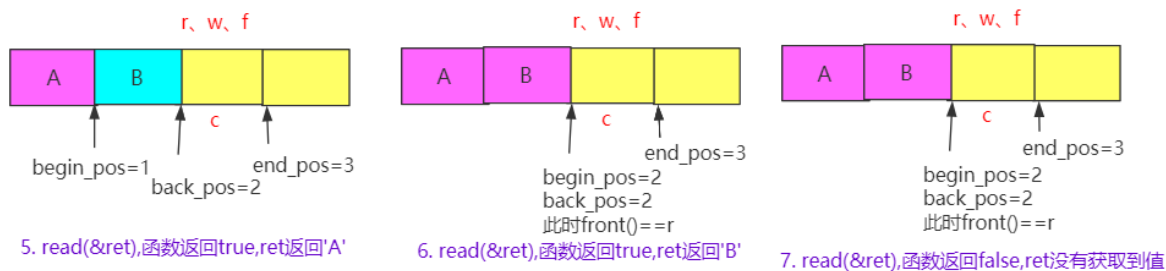 r、w、f
A
B
c
begin_pos=1
back_pos=2
end_pos=3
5. read(&ret),函数返回true,ret返回'A'
r、w、f
A
B
c
end_pos=3
begin_pos=2
back_pos=2
此时front()==r
6. read(&ret),函数返回true,ret返回'B'
r、w、f
A
B
c
end_pos=3
begin_pos=2
back_pos=2
此时front()==r
7. read(&ret),函数返回false,ret没有获取到值